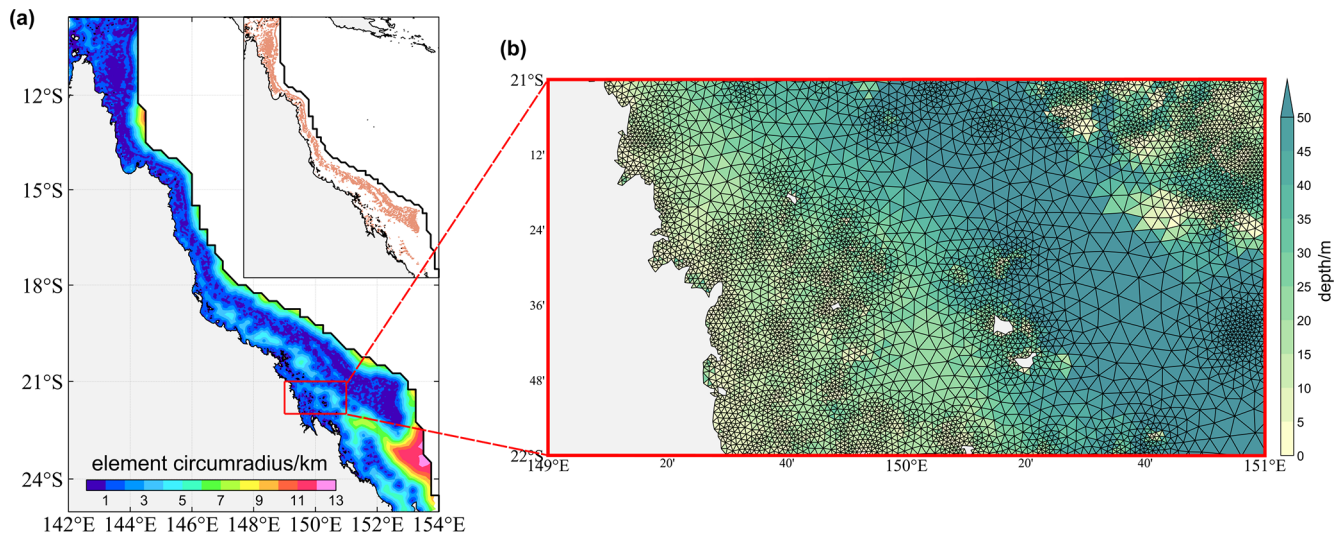 (a)
12°S
15°S
18°S
21°S
24°S
element circumradius/km
1 3 5 7 9 11 13
142°E 144°E 146°E 148°E 150°E 152°E 154°E
(b)
21°S
12'
24'
36'
48'
22°S
149°E 20' 40' 150°E 20' 40' 151°E
50
45
40
35
30
25
20
15
10
5
0
depth/m